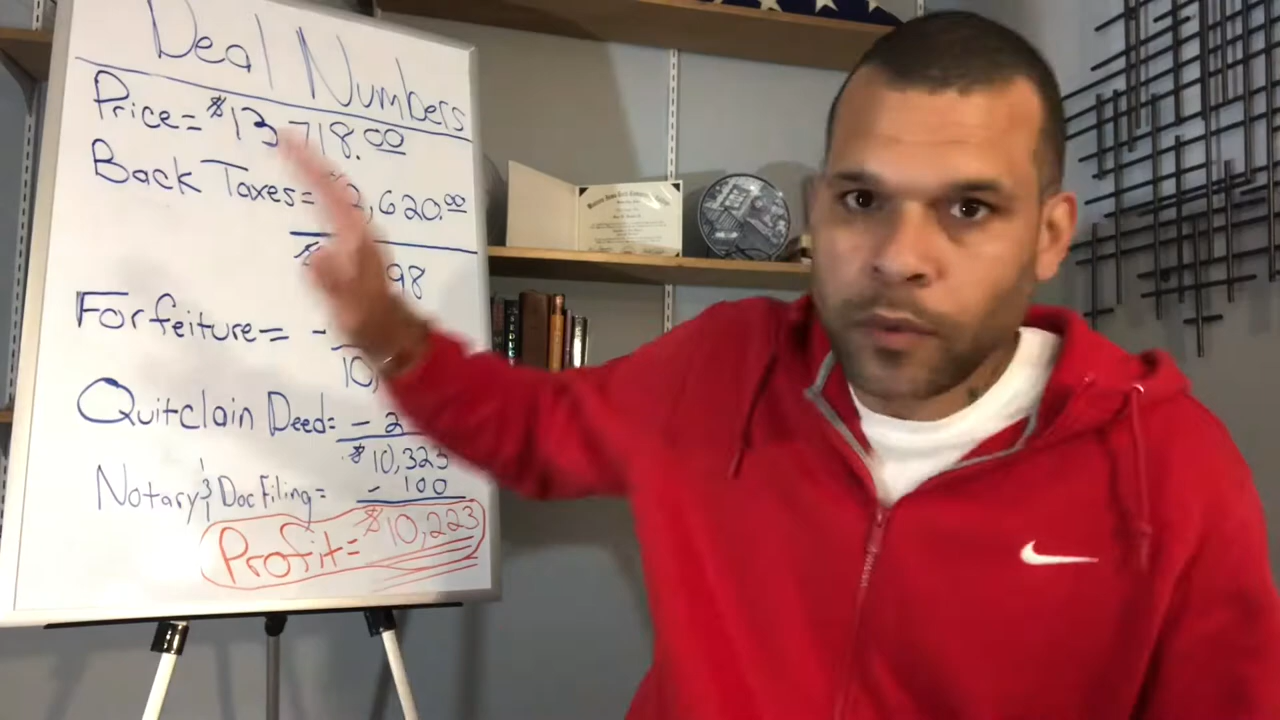 Deal Numbers
Price= $13,718.00
Back Taxes= $2,620.00
98
Forfeiture= -
10,
Quitclain Deed= - 2
$10,323
Notary & Doc Filing= - 100
Profit= $10,223